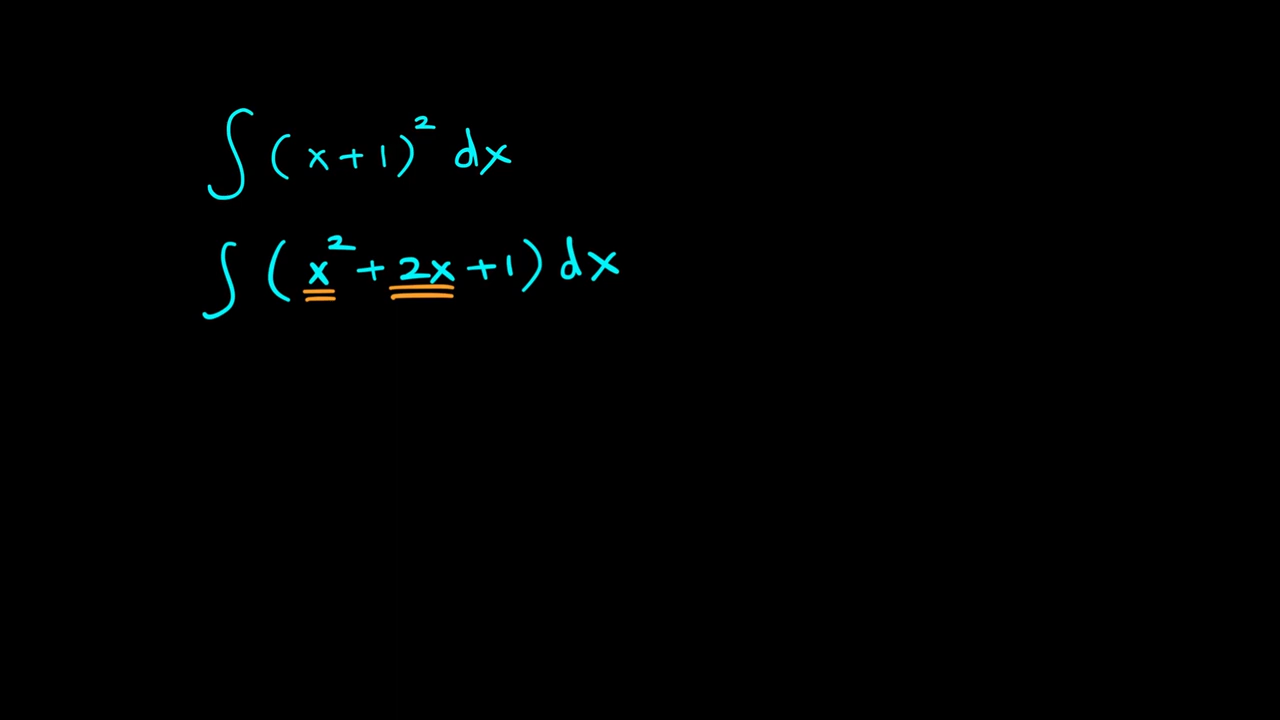 ∫ (x+1)² dx
∫ (x² + 2x + 1) dx